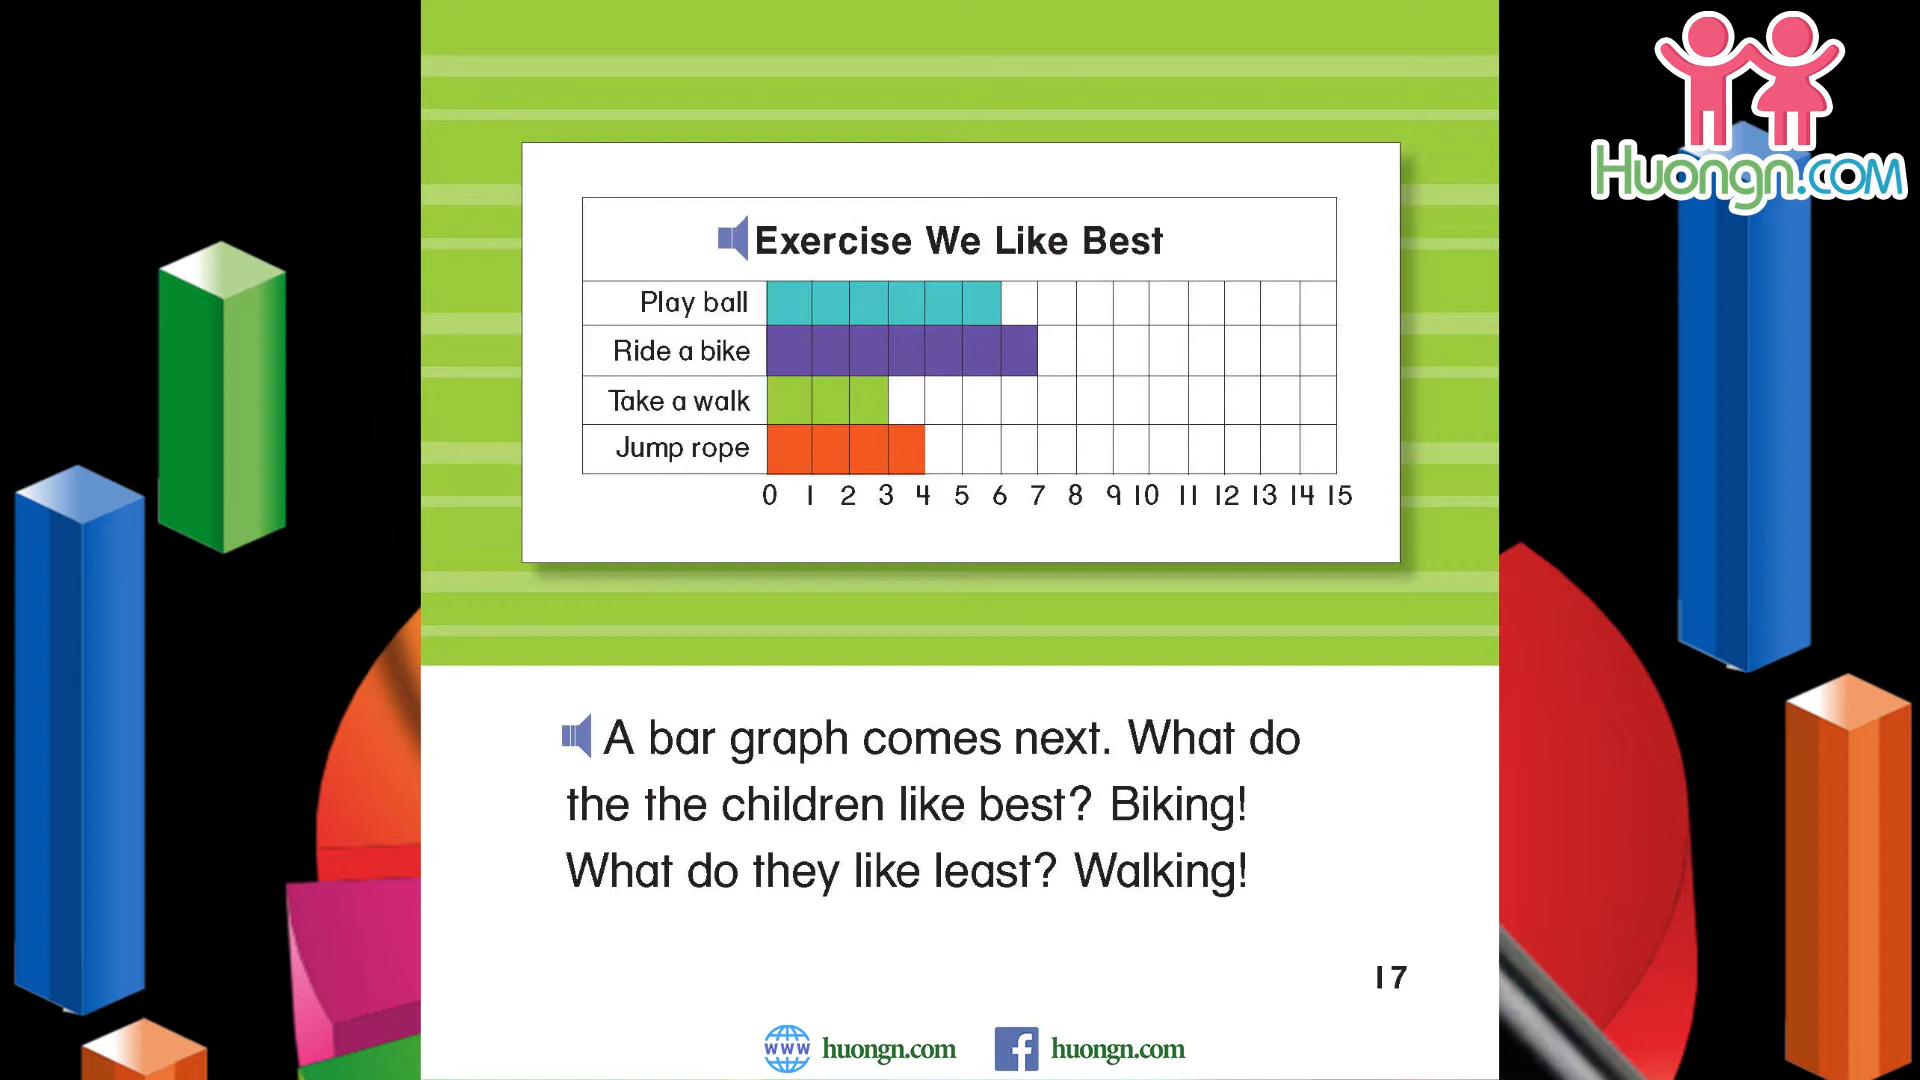 Huongn.com
Exercise We Like Best
Play ball
Ride a bike
Take a walk
Jump rope
0 1 2 3 4 5 6 7 8 9 10 11 12 13 14 15
A bar graph comes next. What do
the the children like best? Biking!
What do they like least? Walking!
17
www huongn.com f huongn.com